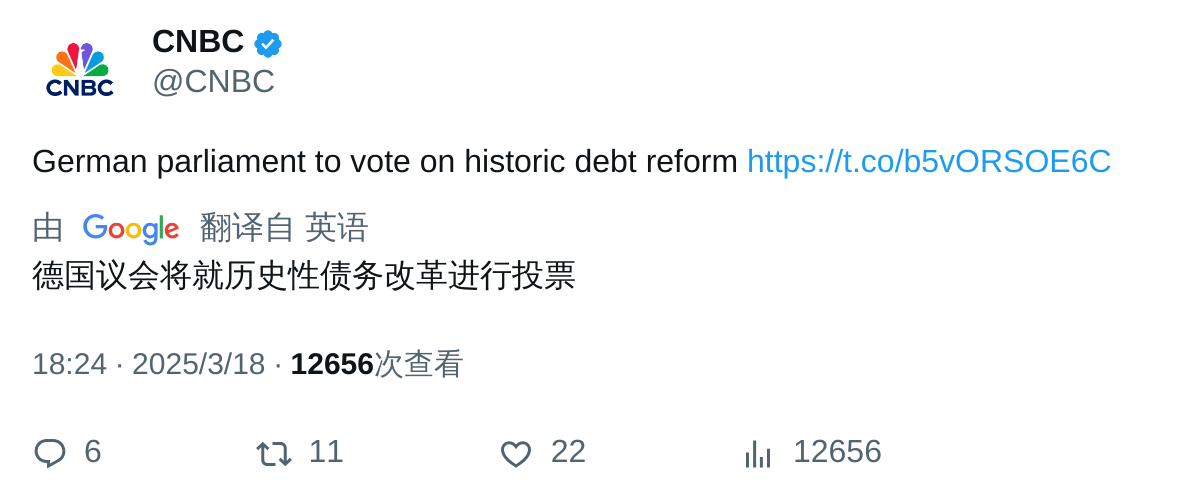 CNBC
CNBC
@CNBC
German parliament to vote on historic debt reform https://t.co/b5vORSOE6C
由 Google 翻译自 英语
德国议会将就历史性债务改革进行投票
18:24 · 2025/3/18 · 12656次查看
6 11 22 12656